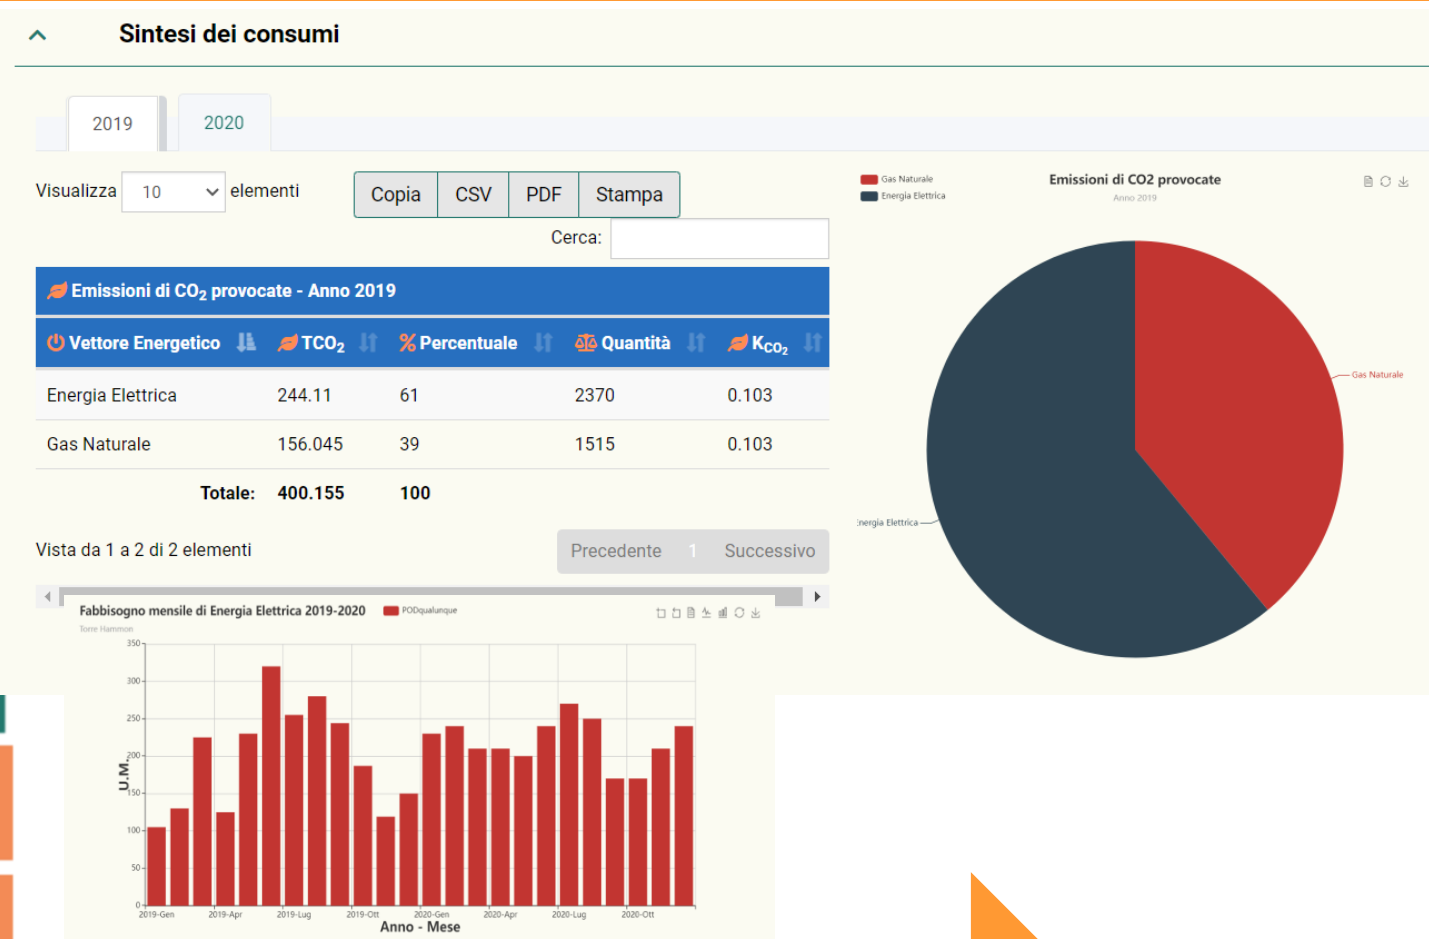 Sintesi dei consumi
2019
2020
Visualizza 10 elementi
Copia CSV PDF Stampa
Cerca:
Emissioni di CO2 provocate - Anno 2019
Vettore Energetico TCO2 % Percentuale Quantità KCO2
Energia Elettrica 244.11 61 2370 0.103
Gas Naturale 156.045 39 1515 0.103
Totale: 400.155 100
Vista da 1 a 2 di 2 elementi
Precedente 1 Successivo
Gas Naturale
Energia Elettrica
Emissioni di CO2 provocate
Anno 2019
Gas Naturale
nergia Elettrica
Fabbisogno mensile di Energia Elettrica 2019-2020
PODqualunque
Torre Hammon
350
300
250
200
150
100
50
0
U.M.
2019-Gen 2019-Apr 2019-Lug 2019-Ott 2020-Gen 2020-Apr 2020-Lug 2020-Ott
Anno - Mese